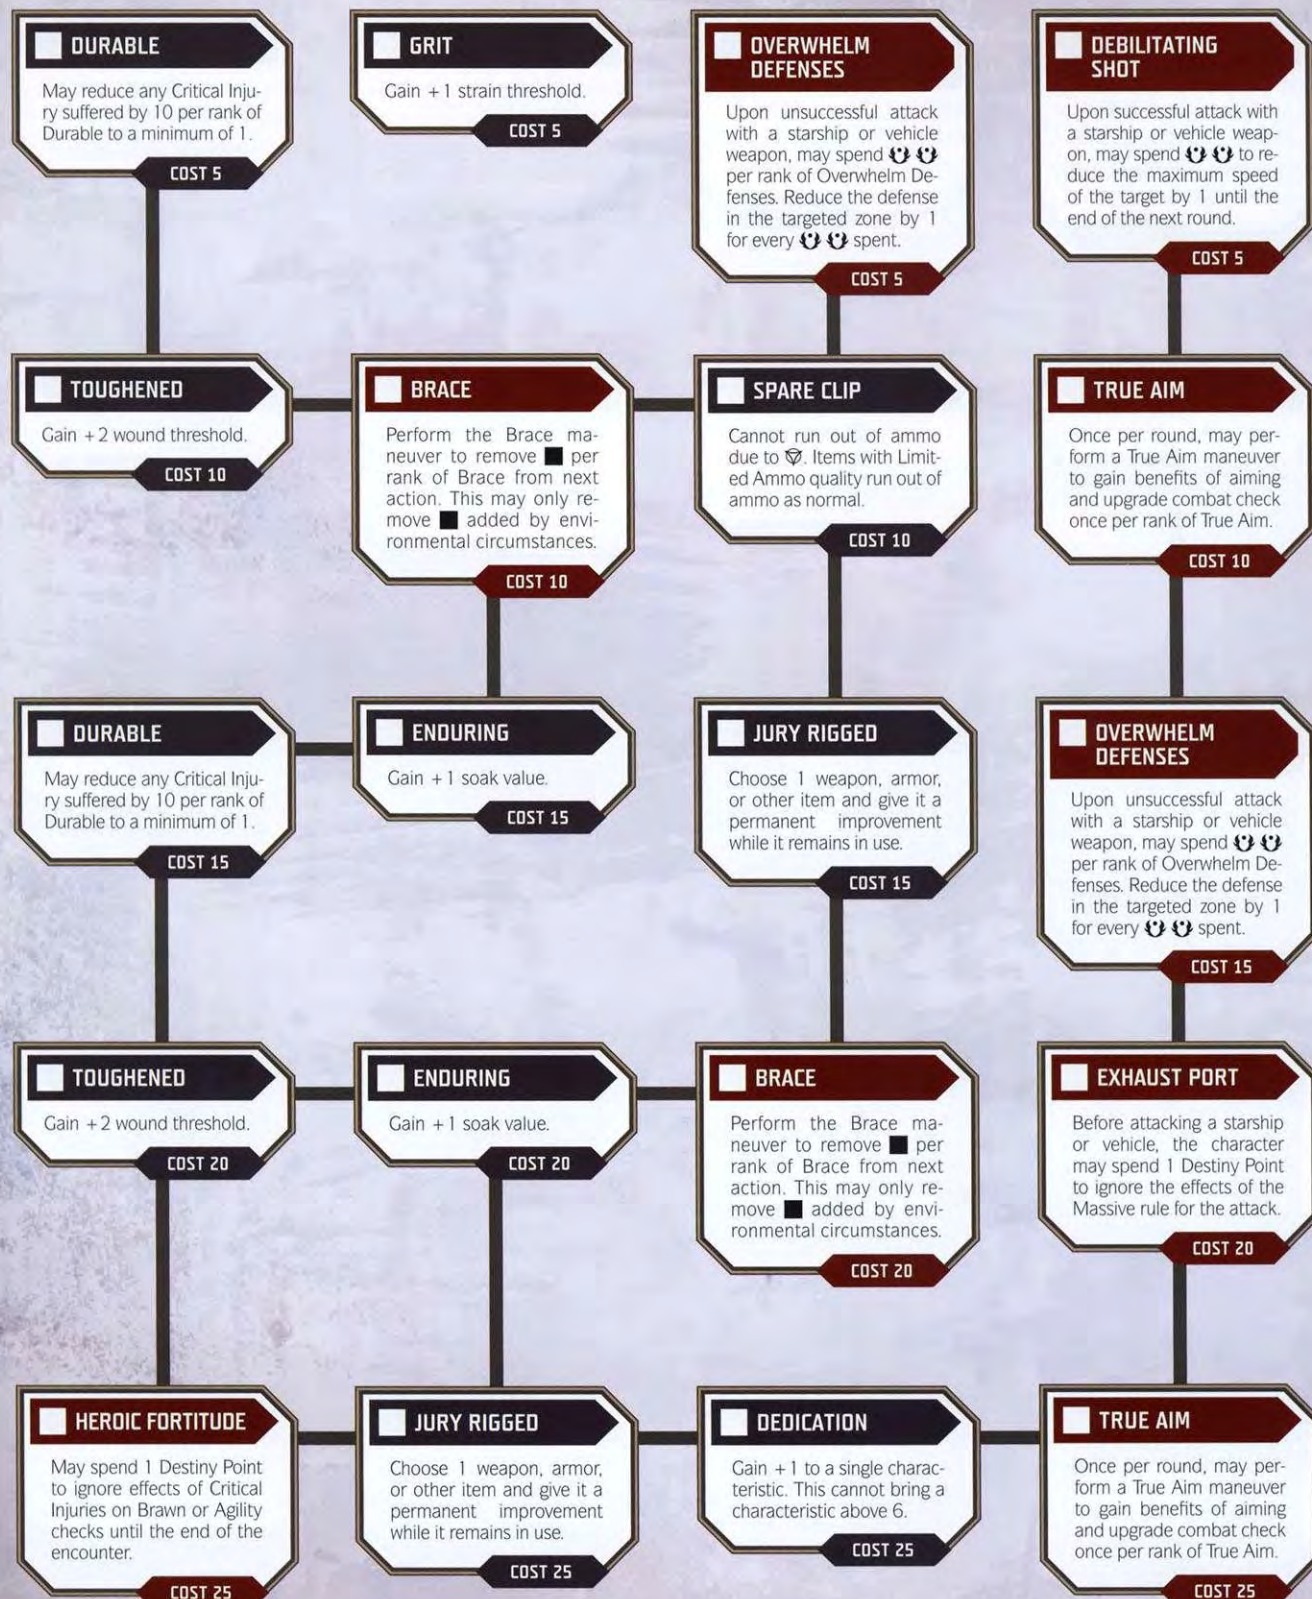 DURABLE
May reduce any Critical Inju-
ry suffered by 10 per rank of
Durable to a minimum of 1.
COST 5
GRIT
Gain +1 strain threshold.
COST 5
OVERWHELM
DEFENSES
Upon unsuccessful attack
with a starship or vehicle
weapon, may spend
per rank of Overwhelm De-
fenses. Reduce the defense
in the targeted zone by 1
for every spent.
COST 5
DEBILITATING
SHOT
Upon successful attack with
a starship or vehicle weap-
on, may spend to re-
duce the maximum speed
of the target by 1 until the
end of the next round.
COST 5
TOUGHENED
Gain +2 wound threshold.
COST 10
BRACE
Perform the Brace ma-
neuver to remove per
rank of Brace from next
action. This may only re-
move added by envi-
ronmental circumstances.
COST 10
SPARE CLIP
Cannot run out of ammo
due to . Items with Limit-
ed Ammo quality run out of
ammo as normal.
COST 10
TRUE AIM
Once per round, may per-
form a True Aim maneuver
to gain benefits of aiming
and upgrade combat check
once per rank of True Aim.
COST 10
DURABLE
May reduce any Critical Inju-
ry suffered by 10 per rank of
Durable to a minimum of 1.
COST 15
ENDURING
Gain +1 soak value.
COST 15
JURY RIGGED
Choose 1 weapon, armor,
or other item and give it a
permanent improvement
while it remains in use.
COST 15
OVERWHELM
DEFENSES
Upon unsuccessful attack
with a starship or vehicle
weapon, may spend
per rank of Overwhelm De-
fenses. Reduce the defense
in the targeted zone by 1
for every spent.
COST 15
TOUGHENED
Gain +2 wound threshold.
COST 20
ENDURING
Gain +1 soak value.
COST 20
BRACE
Perform the Brace ma-
neuver to remove per
rank of Brace from next
action. This may only re-
move added by envi-
ronmental circumstances.
COST 20
EXHAUST PORT
Before attacking a starship
or vehicle, the character
may spend 1 Destiny Point
to ignore the effects of the
Massive rule for the attack.
COST 20
HEROIC FORTITUDE
May spend 1 Destiny Point
to ignore effects of Critical
Injuries on Brawn or Agility
checks until the end of the
encounter.
COST 25
JURY RIGGED
Choose 1 weapon, armor,
or other item and give it a
permanent improvement
while it remains in use.
COST 25
DEDICATION
Gain +1 to a single charac-
teristic. This cannot bring a
characteristic above 6.
COST 25
TRUE AIM
Once per round, may per-
form a True Aim maneuver
to gain benefits of aiming
and upgrade combat check
once per rank of True Aim.
COST 25